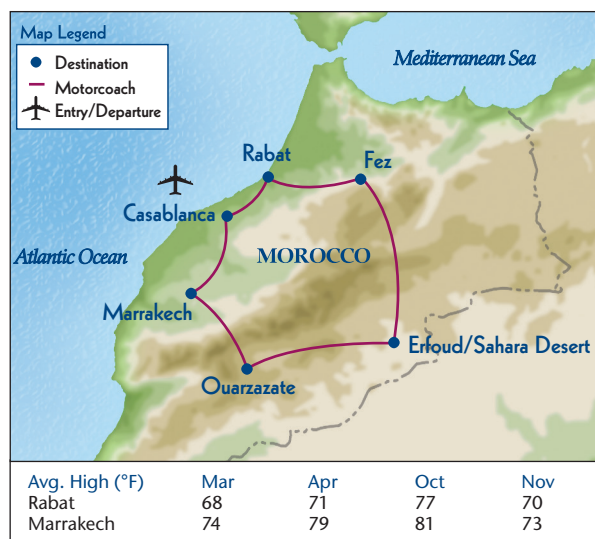 Map Legend
Destination
Motorcoach
Entry/Departure
Mediterranean Sea
Rabat
Fez
Casablanca
Atlantic Ocean
MOROCCO
Marrakech
Erfoud/Sahara Desert
Ouarzazate
Avg. High (°F) Mar Apr Oct Nov
Rabat 68 71 77 70
Marrakech 74 79 81 73